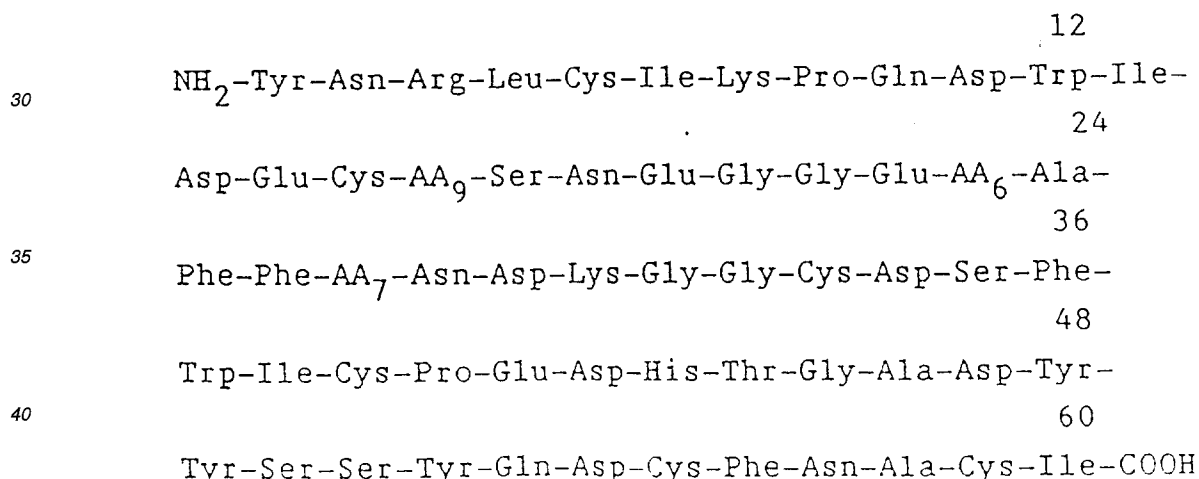 12
30 NH2-Tyr-Asn-Arg-Leu-Cys-Ile-Lys-Pro-Gln-Asp-Trp-Ile-
24
Asp-Glu-Cys-AA9-Ser-Asn-Glu-Gly-Gly-Glu-AA6-Ala-
36
35 Phe-Phe-AA7-Asn-Asp-Lys-Gly-Gly-Cys-Asp-Ser-Phe-
48
Trp-Ile-Cys-Pro-Glu-Asp-His-Thr-Gly-Ala-Asp-Tyr-
40
60
Tyr-Ser-Ser-Tyr-Gln-Asp-Cys-Phe-Asn-Ala-Cys-Ile-COOH